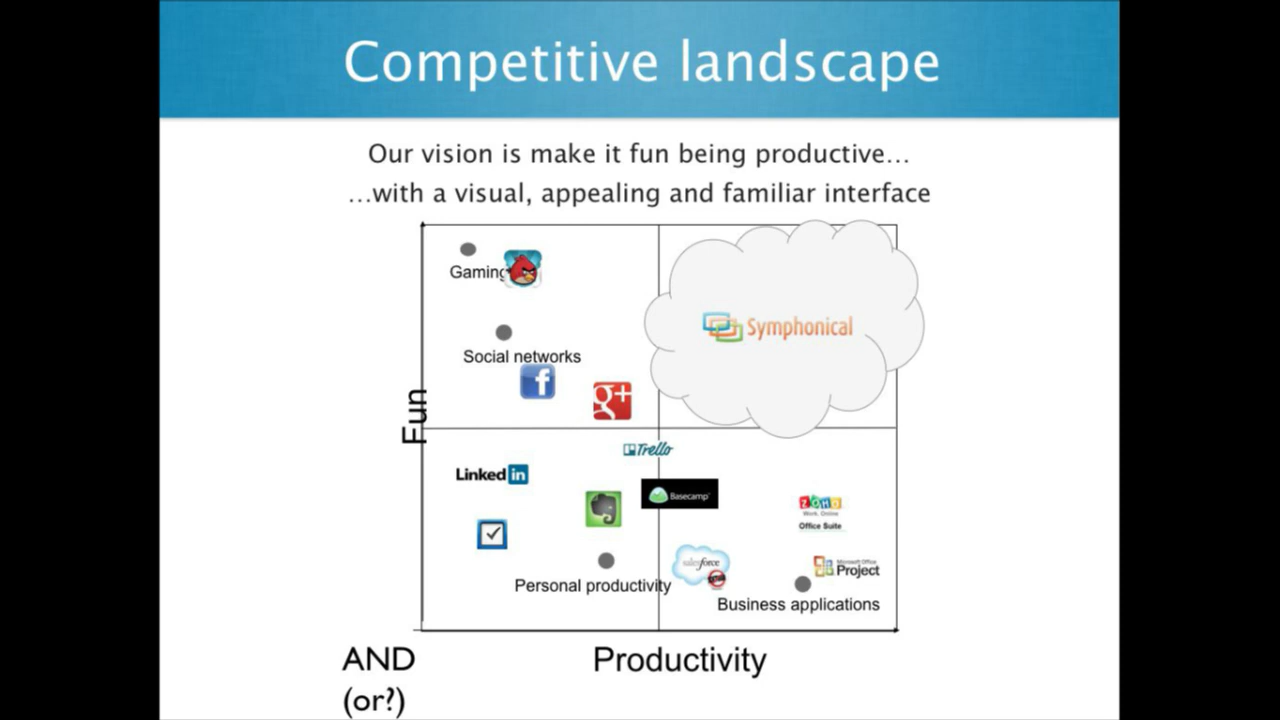 Competitive landscape
Our vision is make it fun being productive...
...with a visual, appealing and familiar interface
Gaming
Symphonical
Social networks
f
g+
Fun
Trello
Linked in
Basecamp
ZOHO
Work. Online
Office Suite
salesforce
Microsoft Office
Project
Personal productivity
Business applications
AND
(or?)
Productivity